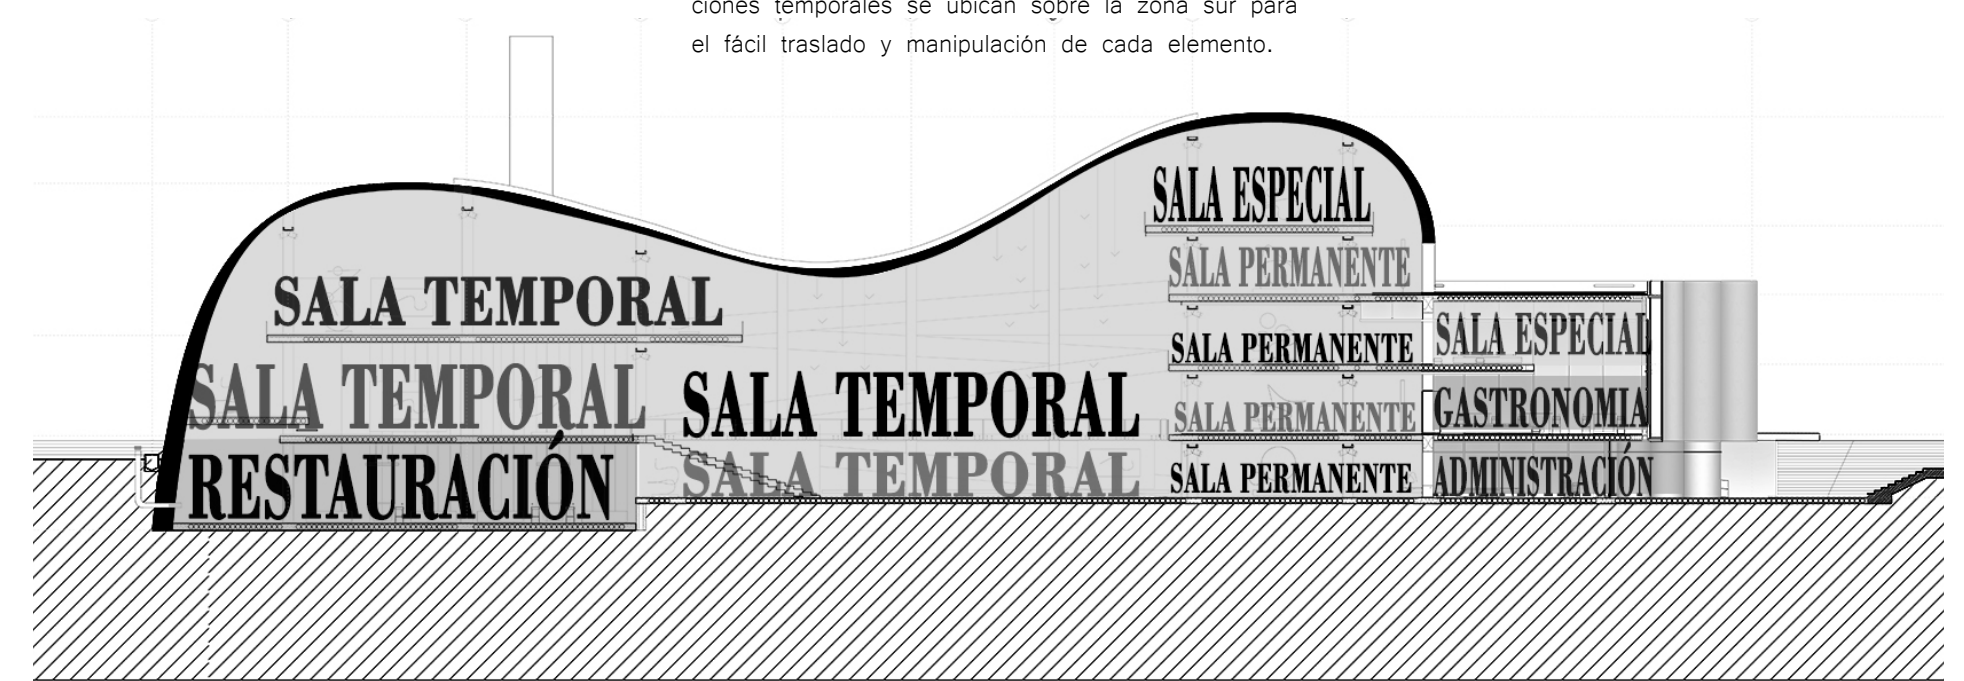 ciones temporales se ubican sobre la zona sur para
el fácil traslado y manipulación de cada elemento.
SALA ESPECIAL
SALA PERMANENTE
SALA TEMPORAL
SALA ESPECIAL
SALA PERMANENTE
SALA TEMPORAL
SALA TEMPORAL
SALA PERMANENTE
GASTRONOMIA
RESTAURACIÓN
SALA TEMPORAL
SALA PERMANENTE
ADMINISTRACIÓN